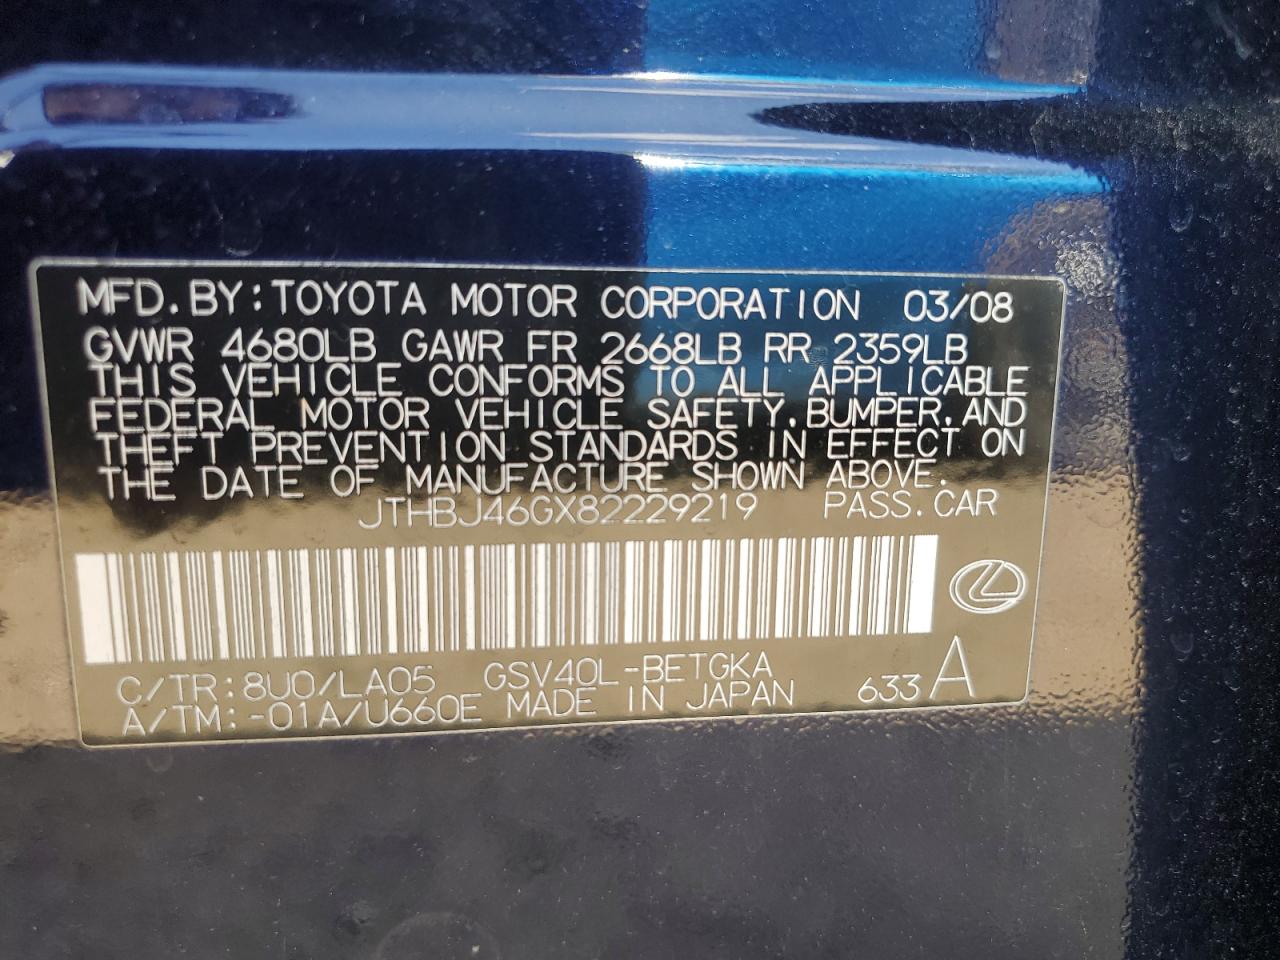 MFD.BY:TOYOTA MOTOR CORPORATION 03/08
GVWR 4680LB GAWR FR 2668LB RR 2359LB
THIS VEHICLE CONFORMS TO ALL APPLICABLE
FEDERAL MOTOR VEHICLE SAFETY,BUMPER,AND
THEFT PREVENTION STANDARDS IN EFFECT ON
THE DATE OF MANUFACTURE SHOWN ABOVE.
JTHBJ46GX82229219 PASS.CAR
C/TR:8U0/LA05 GSV40L-BETGKA
A/TM:-01A/U660E MADE IN JAPAN 633 A